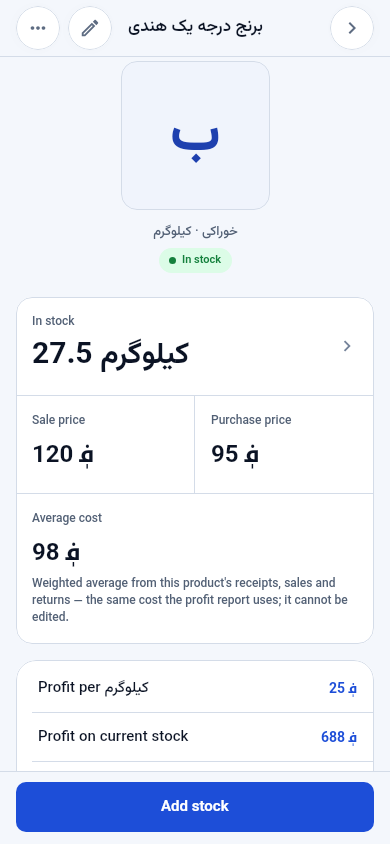 برنج درجه یک هندی
ب
خوراکی · کیلوگرم
In stock
In stock
27.5 کیلوگرم
Sale price
Purchase price
120 ؋
95 ؋
Average cost
98 ؋
Weighted average from this product's receipts, sales and
returns — the same cost the profit report uses; it cannot be
edited.
Profit per کیلوگرم
25 ؋
Profit on current stock
688 ؋
Add stock